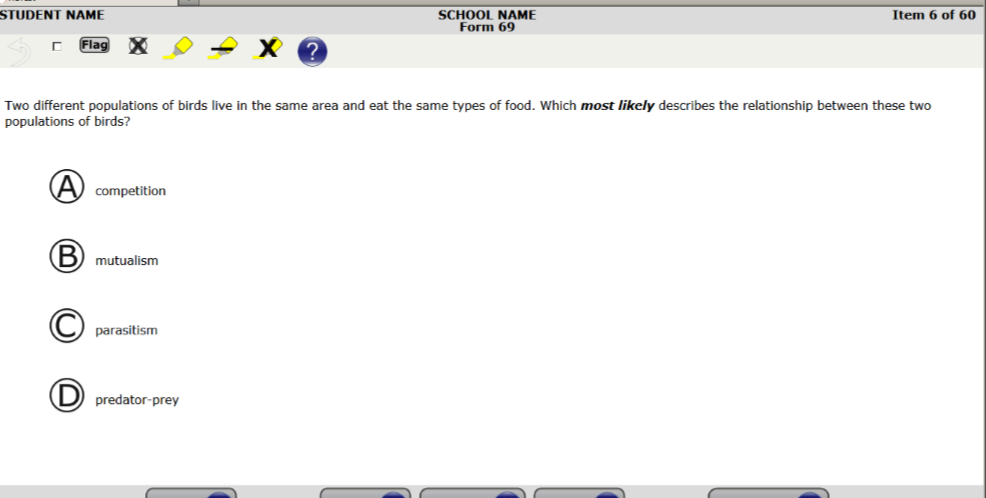 STUDENT NAME
SCHOOL NAME
Item 6 of 60
Form 69
Flag
X
?
Two different populations of birds live in the same area and eat the same types of food. Which most likely describes the relationship between these two
populations of birds?
A competition
B mutualism
C parasitism
D predator-prey